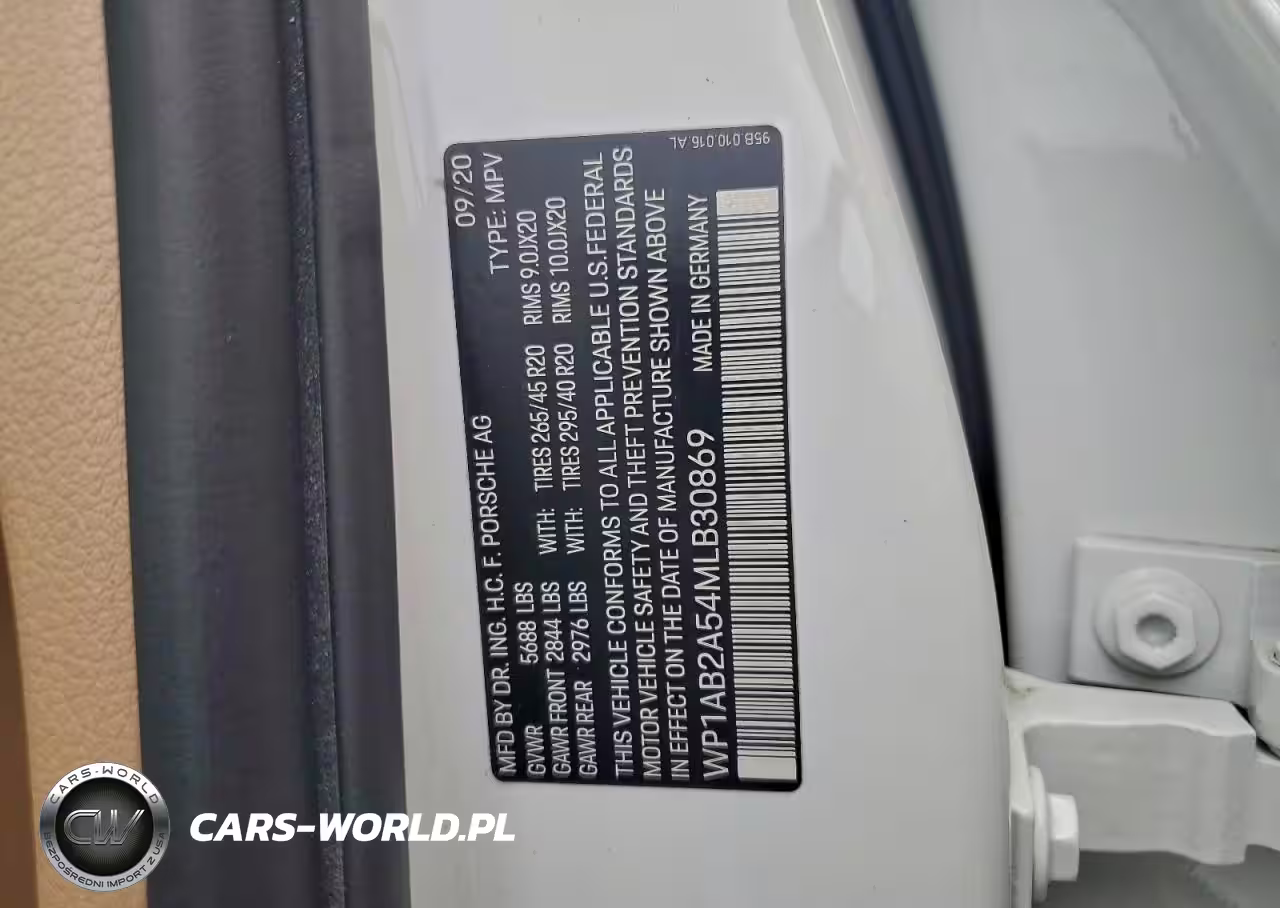 MFD BY DR. ING. H.C. F. PORSCHE AG 09/20
GVWR 5688 LBS TYPE: MPV
GAWR FRONT 2844 LBS WITH: TIRES 265/45 R20 RIMS 9.0JX20
GAWR REAR 2976 LBS WITH: TIRES 295/40 R20 RIMS 10.0JX20
THIS VEHICLE CONFORMS TO ALL APPLICABLE U.S. FEDERAL
MOTOR VEHICLE SAFETY AND THEFT PREVENTION STANDARDS
IN EFFECT ON THE DATE OF MANUFACTURE SHOWN ABOVE
WP1AB2A54MLB30869 MADE IN GERMANY
95B.010.016.AL
CARS-WORLD
CW
BEZPOŚREDNI IMPORT Z USA
CARS-WORLD.PL